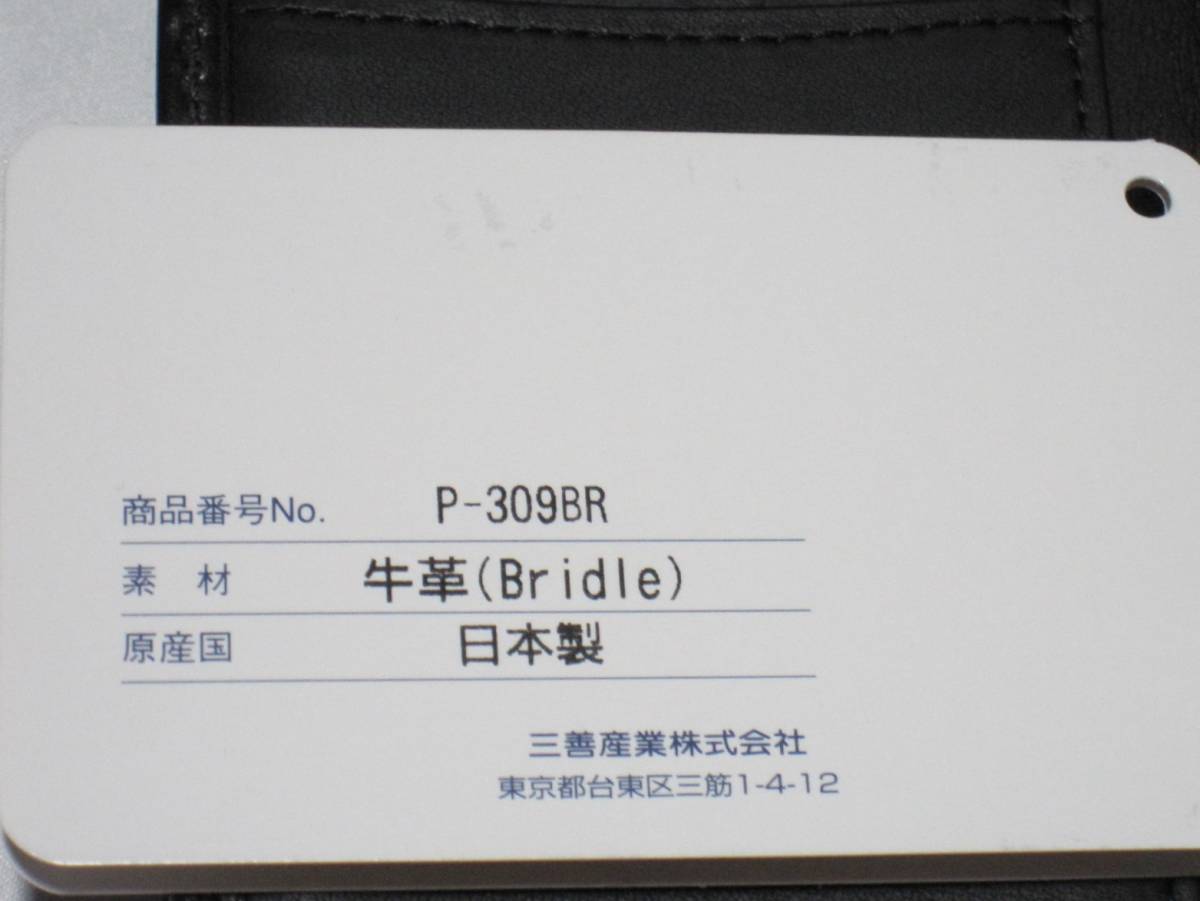 商品番号No. P-309BR
素　材 牛革(Bridle)
原産国 日本製
三善産業株式会社
東京都台東区三筋1-4-12